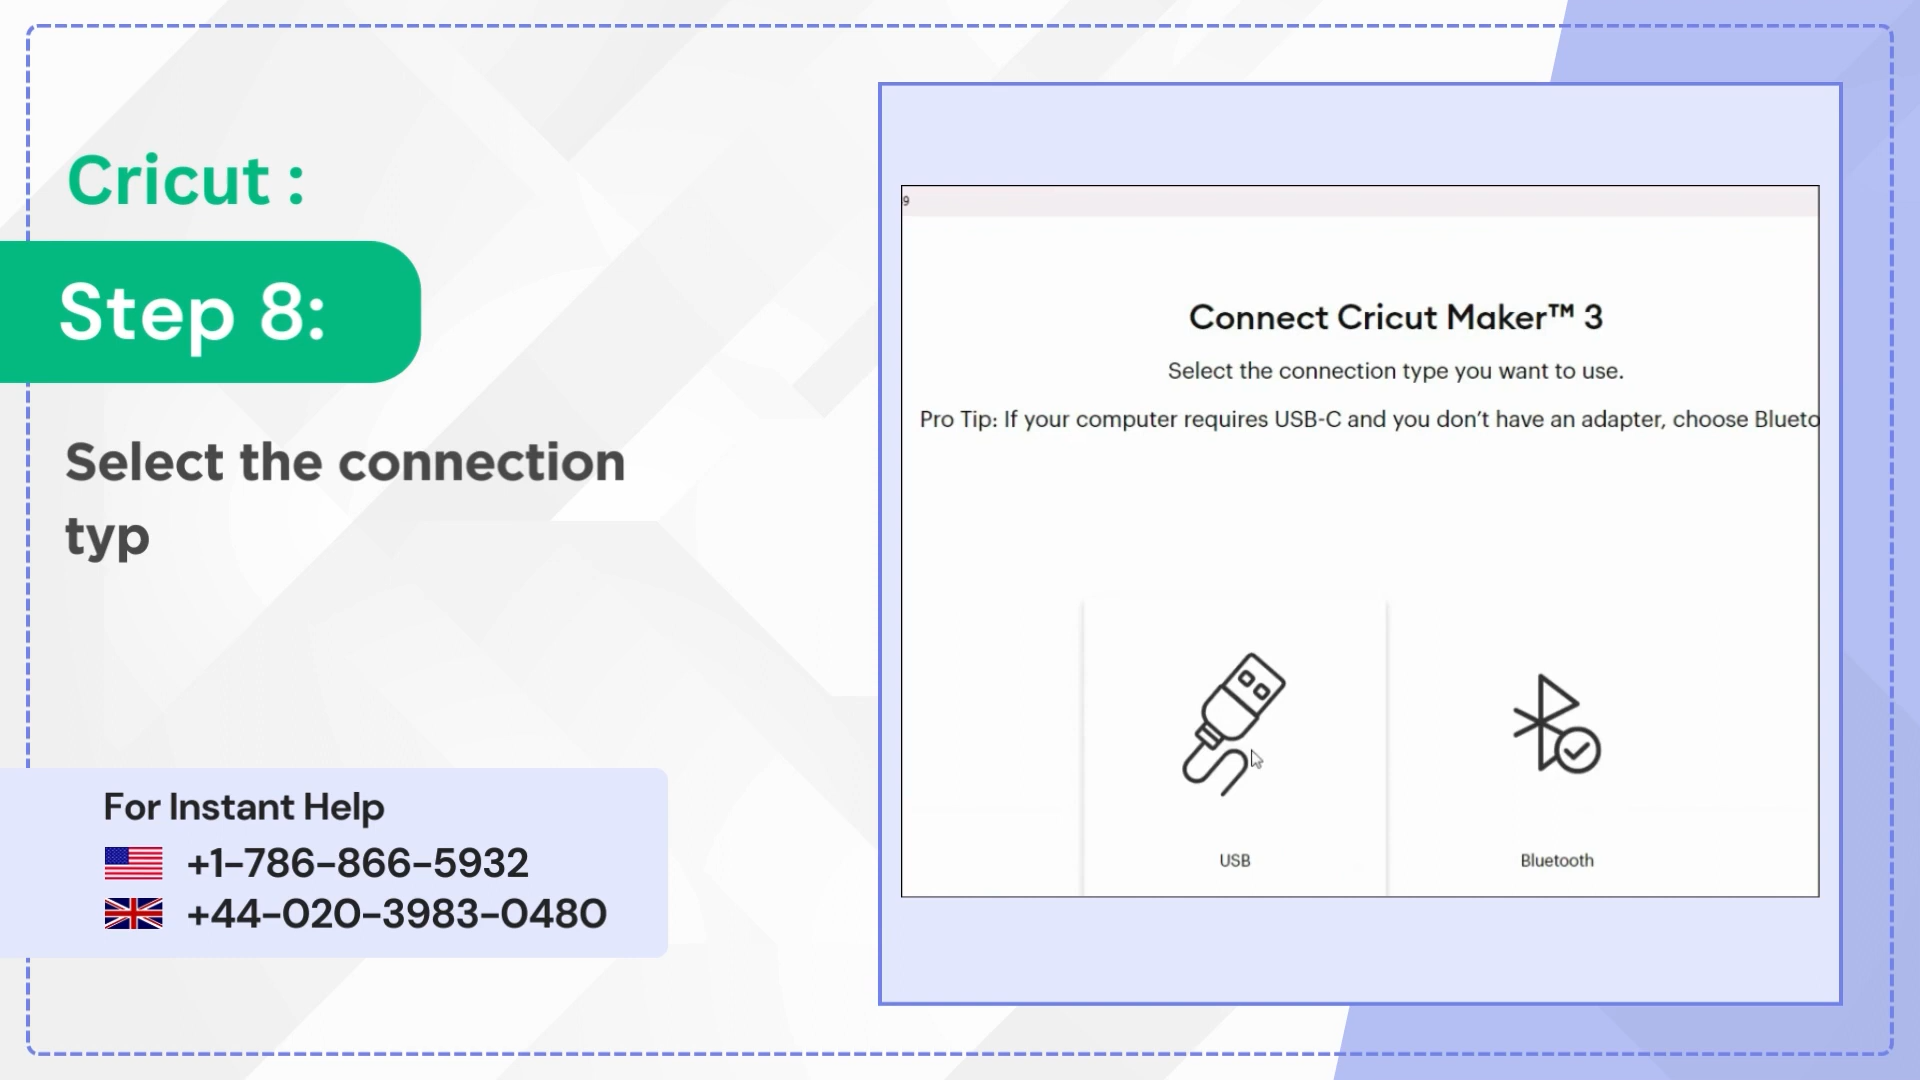 Cricut :
Step 8:
Select the connection
typ
For Instant Help
+1-786-866-5932
+44-020-3983-0480
9
Connect Cricut Maker™ 3
Select the connection type you want to use.
Pro Tip: If your computer requires USB-C and you don't have an adapter, choose Blueto
USB
Bluetooth